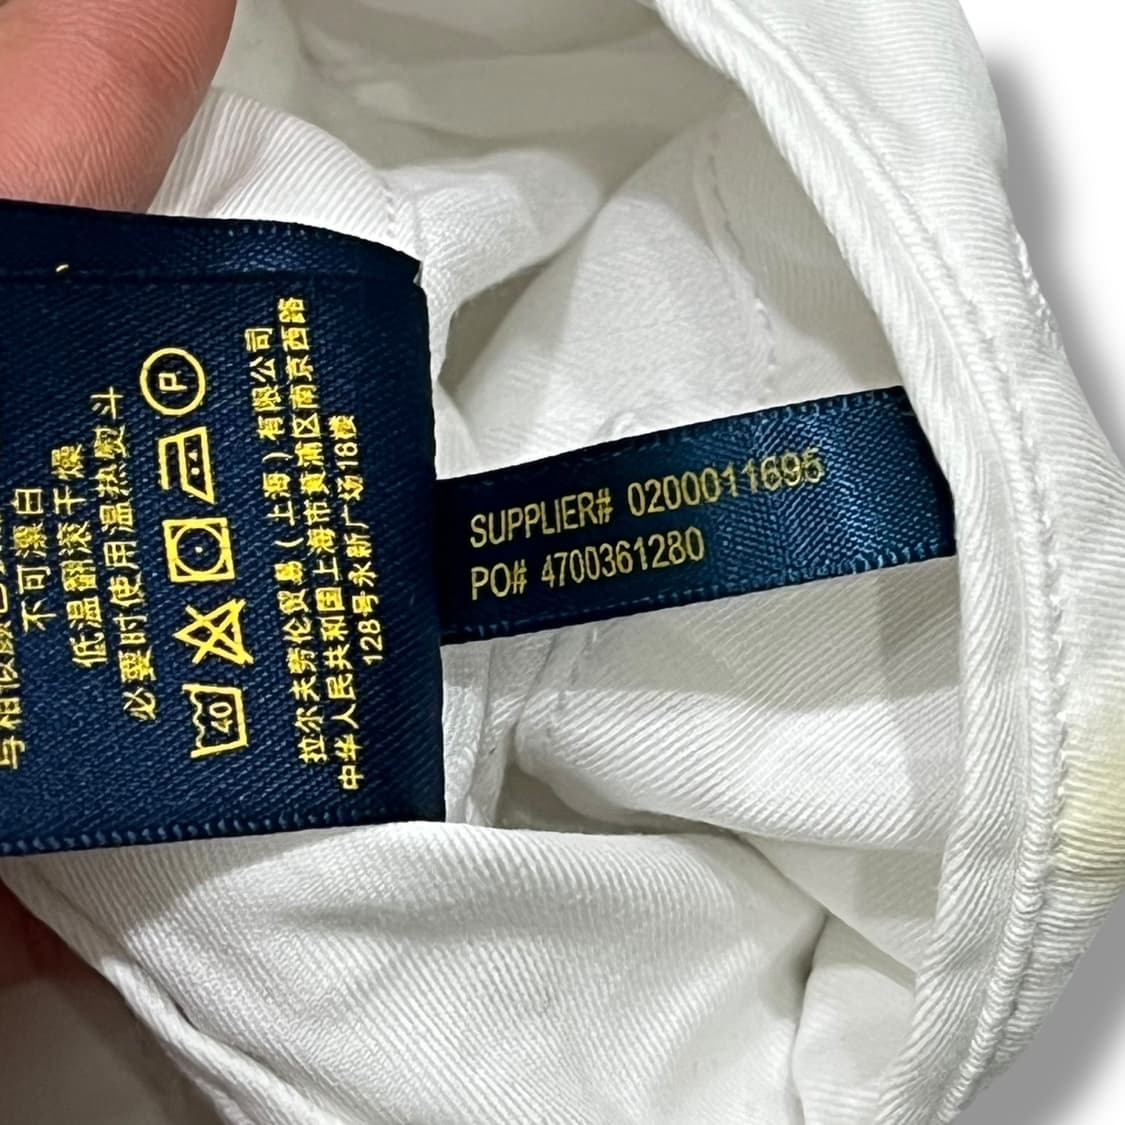 不可漂白
低温翻滚干燥
必要时使用温热熨斗
P
40
拉尔夫劳伦贸易（上海）有限公司
中华人民共和国上海市黄浦区南京西路
128号永新广场18楼
SUPPLIER# 0200011695
PO# 4700361280